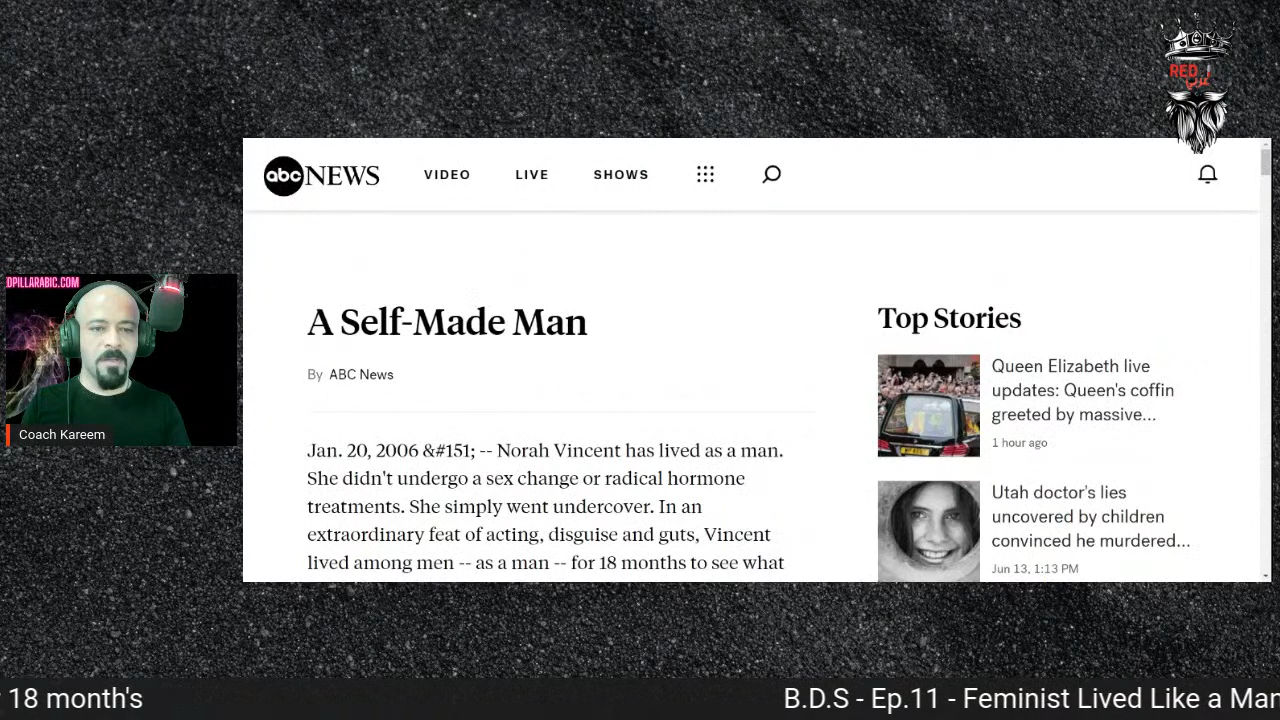 RED
abc NEWS
VIDEO
LIVE
SHOWS
A Self-Made Man
By ABC News
Jan. 20, 2006 &#151; -- Norah Vincent has lived as a man.
She didn't undergo a sex change or radical hormone
treatments. She simply went undercover. In an
extraordinary feat of acting, disguise and guts, Vincent
lived among men -- as a man -- for 18 months to see what
Top Stories
Queen Elizabeth live
updates: Queen's coffin
greeted by massive...
1 hour ago
Utah doctor's lies
uncovered by children
convinced he murdered...
Jun 13, 1:13 PM
DPILLARABIC.COM
Coach Kareem
18 month's
B.D.S - Ep.11 - Feminist Lived Like a Man